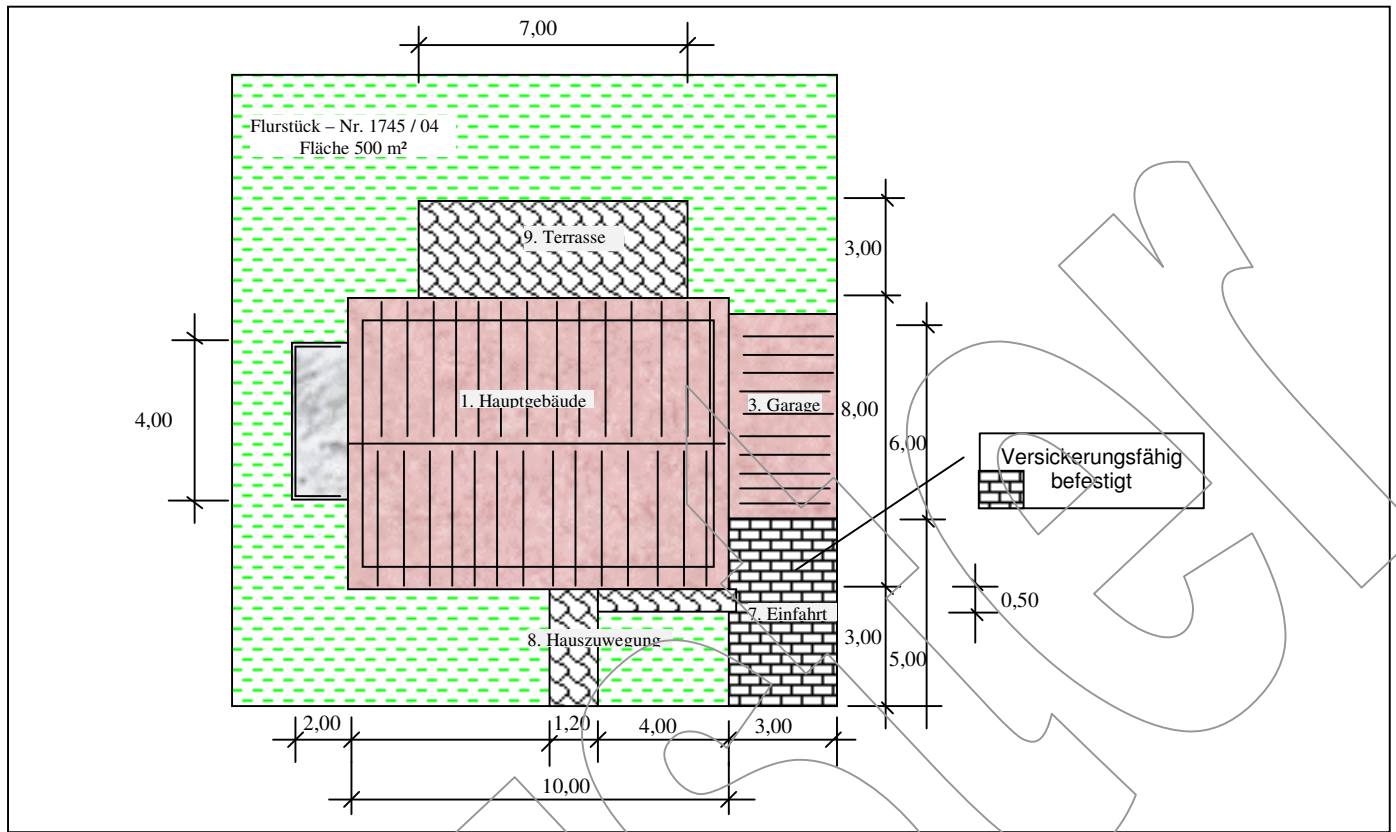 7,00
Flurstück – Nr. 1745 / 04
Fläche 500 m²
9. Terrasse
3,00
1. Hauptgebäude
3. Garage
8,00
4,00
6,00
Versickerungsfähig
befestigt
0,50
7. Einfahrt
8. Hauszuwegung
3,00
5,00
2,00
1,20
4,00
3,00
10,00